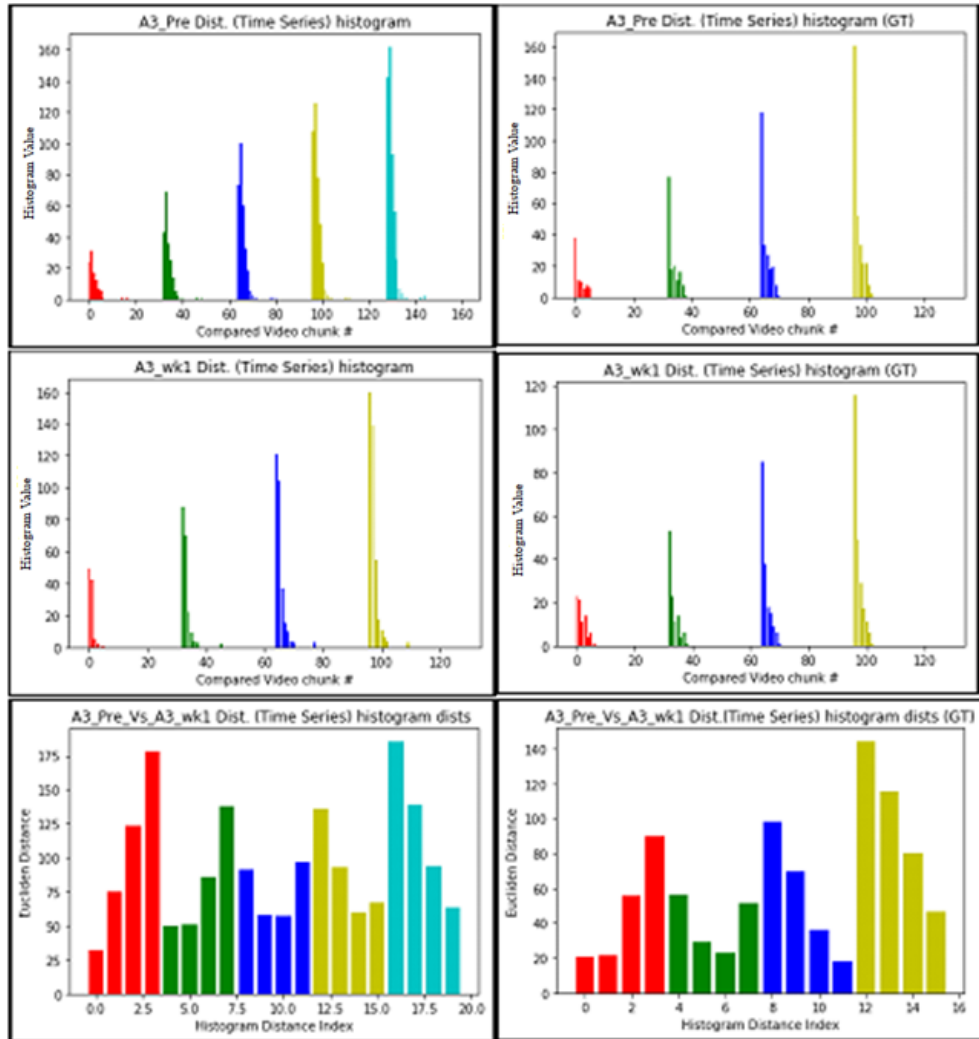 A3_Pre Dist. (Time Series) histogram
160
140
120
100
80
60
40
20
0
Histogram Value
0 20 40 60 80 100 120 140 160
Compared Video chunk #
A3_Pre Dist. (Time Series) histogram (GT)
160
140
120
100
80
60
40
20
0
Histogram Value
0 20 40 60 80 100 120
Compared Video chunk #
A3_wk1 Dist. (Time Series) histogram
160
140
120
100
80
60
40
20
0
Histogram Value
0 20 40 60 80 100 120
Compared Video chunk #
A3_wk1 Dist. (Time Series) histogram (GT)
120
100
80
60
40
20
0
Histogram Value
0 20 40 60 80 100 120
Compared Video chunk #
A3_Pre_Vs_A3_wk1 Dist. (Time Series) histogram dists
175
150
125
100
75
50
25
0
Eucliden Distance
0.0 2.5 5.0 7.5 10.0 12.5 15.0 17.5 20.0
Histogram Distance Index
A3_Pre_Vs_A3_wk1 Dist.(Time Series) histogram dists (GT)
140
120
100
80
60
40
20
0
Eucliden Distance
0 2 4 6 8 10 12 14 16
Histogram Distance Index